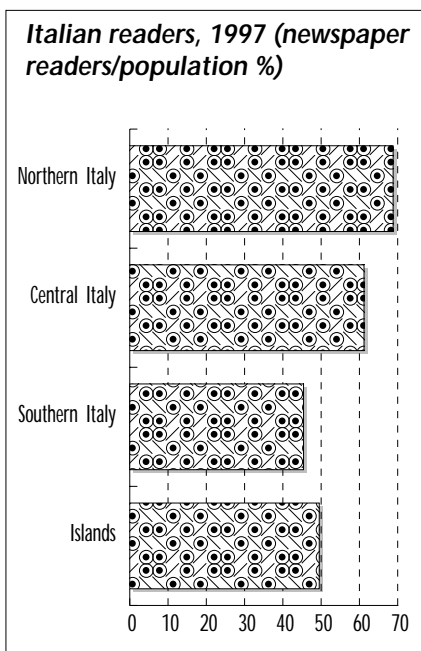 Italian readers, 1997 (newspaper
readers/population %)
Northern Italy
Central Italy
Southern Italy
Islands
0 10 20 30 40 50 60 70